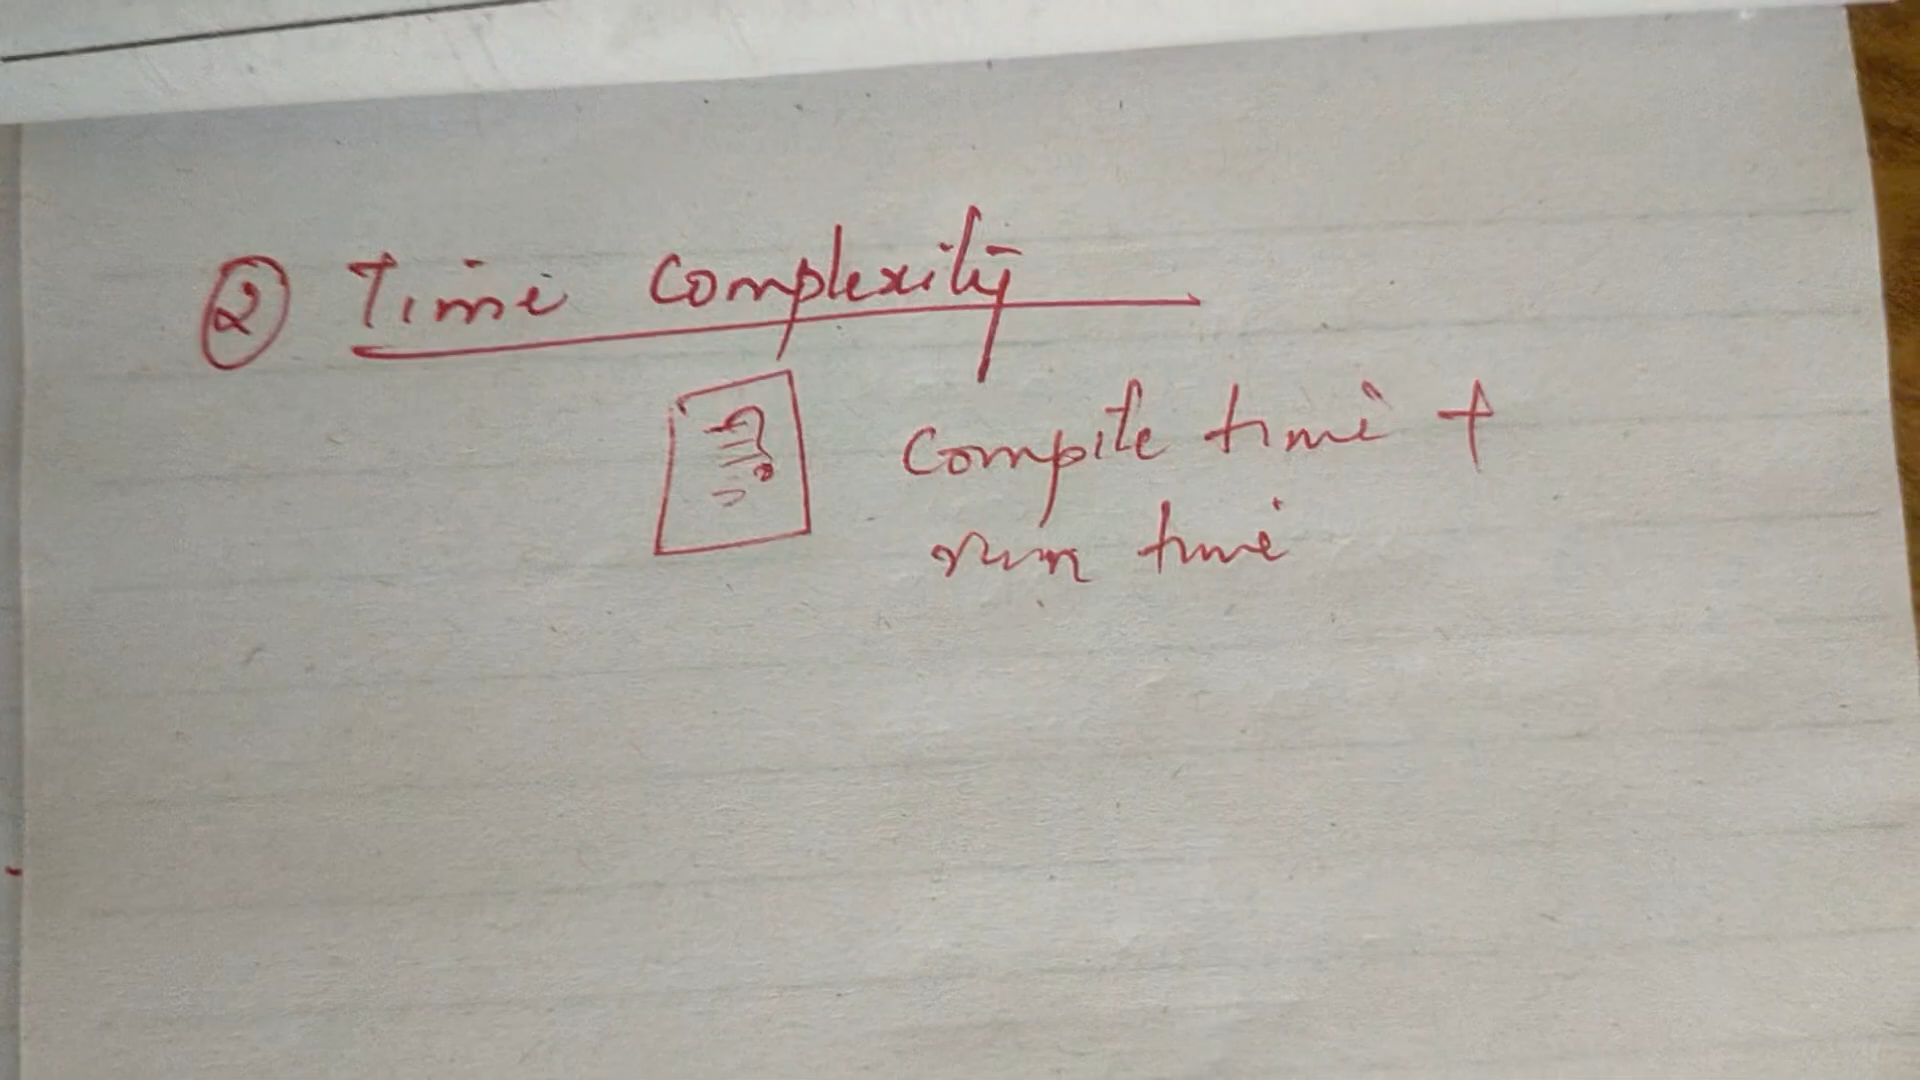 ② Time complexity
Compile time +
run time